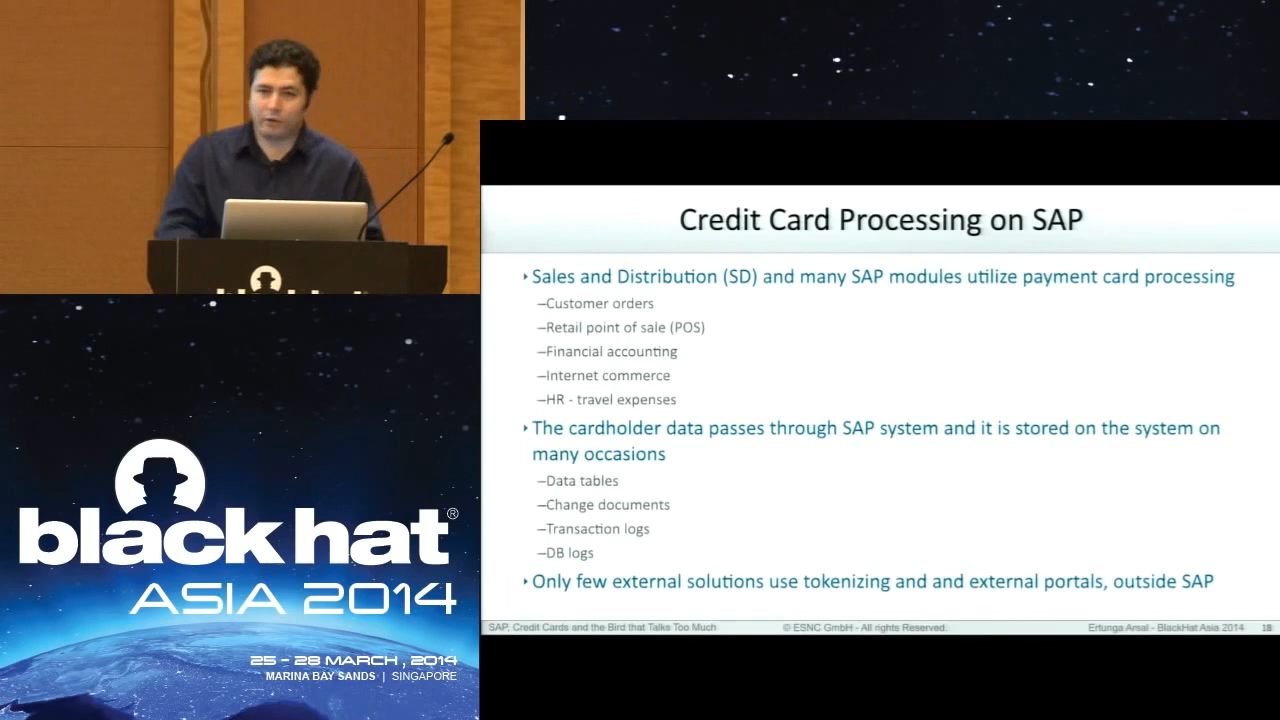 Credit Card Processing on SAP
‣Sales and Distribution (SD) and many SAP modules utilize payment card processing
–Customer orders
–Retail point of sale (POS)
–Financial accounting
–Internet commerce
–HR - travel expenses
‣The cardholder data passes through SAP system and it is stored on the system on
many occasions
–Data tables
–Change documents
–Transaction logs
–DB logs
‣Only few external solutions use tokenizing and and external portals, outside SAP
SAP, Credit Cards and the Bird that Talks Too Much © ESNC GmbH - All rights Reserved. Ertunga Arsal - BlackHat Asia 2014 18
black hat®
ASIA 2014
25 - 28 MARCH, 2014
MARINA BAY SANDS | SINGAPORE